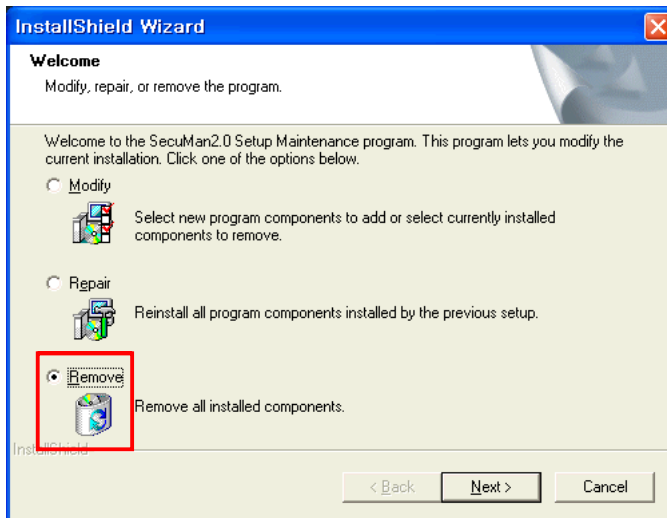 InstallShield Wizard
Welcome
Modify, repair, or remove the program.
Welcome to the SecuMan2.0 Setup Maintenance program. This program lets you modify the
current installation. Click one of the options below.
Modify
Select new program components to add or select currently installed
components to remove.
Repair
Reinstall all program components installed by the previous setup.
Remove
Remove all installed components.
InstallShield
< Back
Next >
Cancel